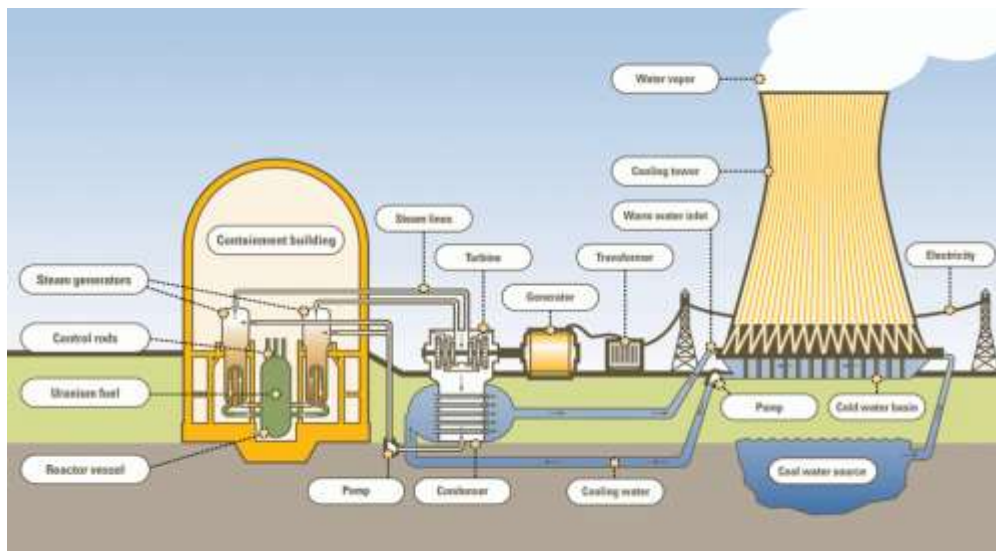 Water vapor
Cooling tower
Steam lines
Warm water inlet
Containment building
Turbine
Transformer
Electricity
Steam generators
Generator
Control rods
Uranium fuel
Pump
Cold water basin
Reactor vessel
Cool water source
Pump
Condenser
Cooling water